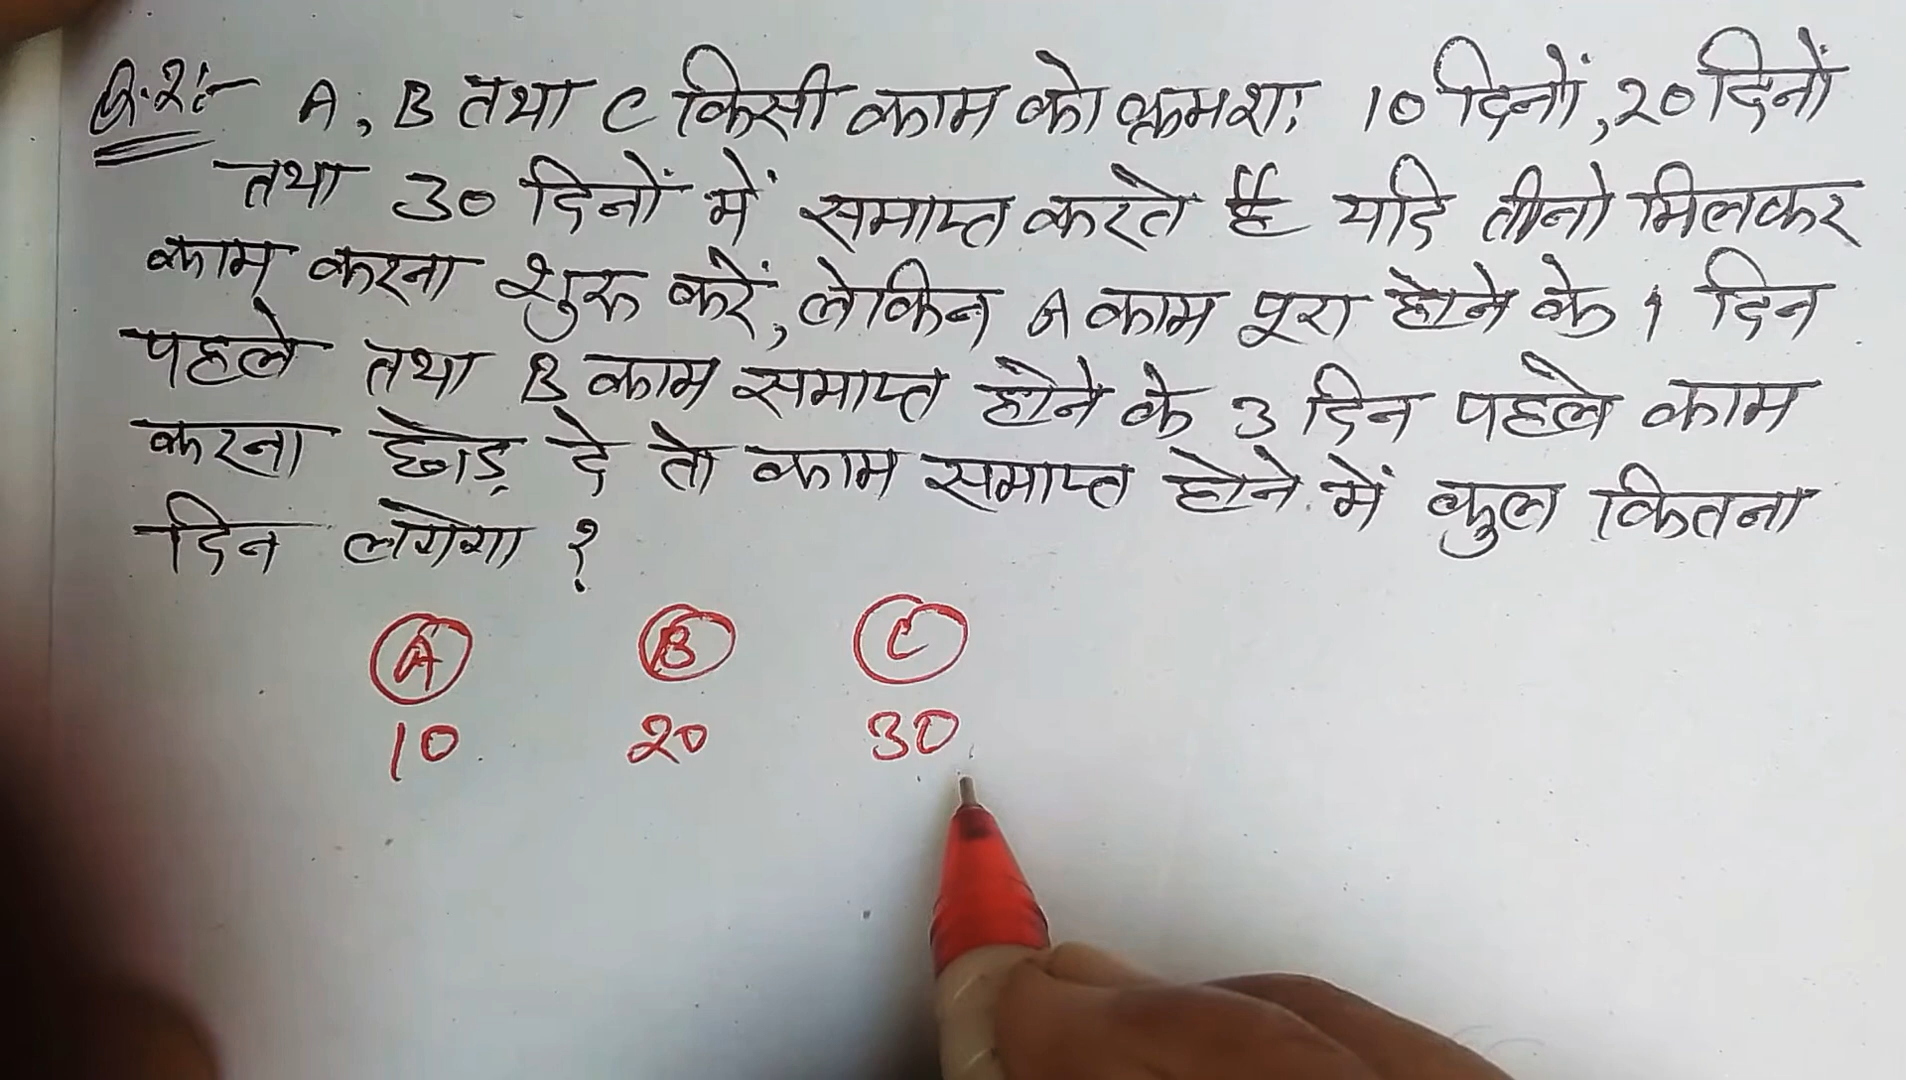 Q.2:- A, B तथा C किसी काम को क्रमशः 10 दिनों, 20 दिनों
तथा 30 दिनों में समाप्त करते हैं यदि तीनो मिलकर
काम करना शुरू करें, लेकिन A काम पूरा होने के 1 दिन
पहले तथा B काम समाप्त होने के 3 दिन पहले काम
करना छोड़ दे तो काम समाप्त होने में कुल कितना
दिन लगेगा ?
A B C
10 20 30